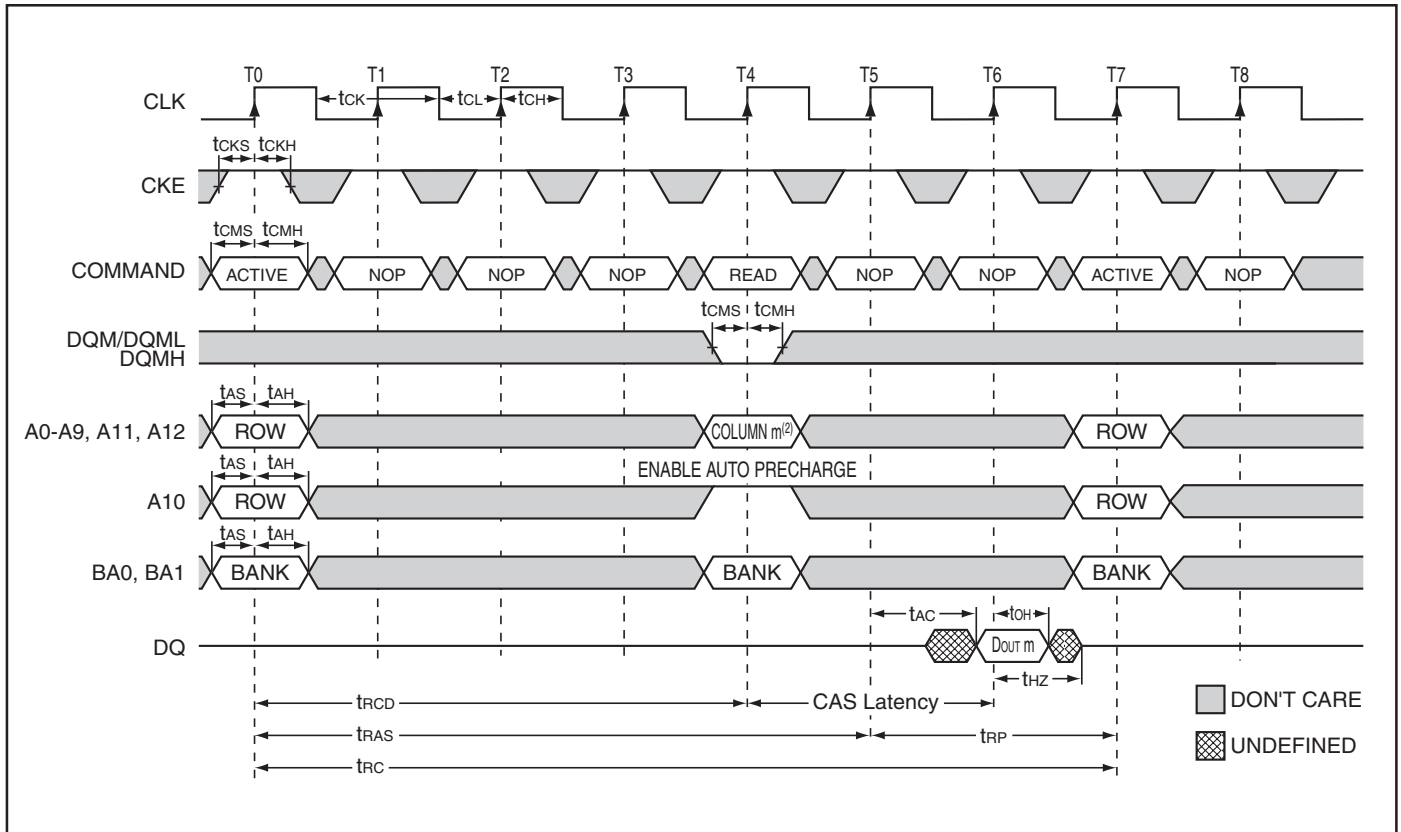 T0 T1 T2 T3 T4 T5 T6 T7 T8
CLK
tCK tCL tCH
tCKS tCKH
CKE
tCMS tCMH
COMMAND ACTIVE NOP NOP NOP READ NOP NOP ACTIVE NOP
tCMS tCMH
DQM/DQML
DQMH
tAS tAH
A0-A9, A11, A12 ROW COLUMN m(2) ROW
tAS tAH ENABLE AUTO PRECHARGE
A10 ROW ROW
tAS tAH
BA0, BA1 BANK BANK BANK
tAC tOH
DQ DOUT m
tHZ
tRCD CAS Latency
DON'T CARE
tRAS tRP
UNDEFINED
tRC